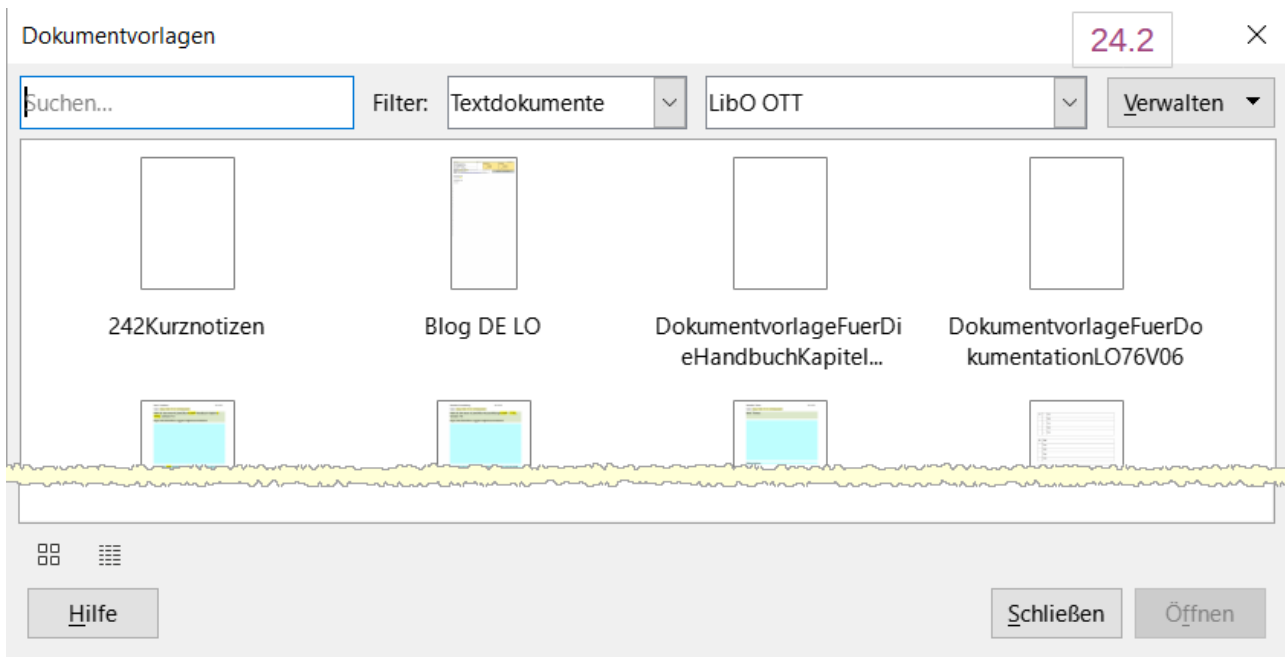 Dokumentvorlagen
24.2
Suchen...
Filter:
Textdokumente
LibO OTT
Verwalten
242Kurznotizen
Blog DE LO
DokumentvorlageFuerDi
eHandbuchKapitel...
DokumentvorlageFuerDo
kumentationLO76V06
Hilfe
Schließen
Öffnen